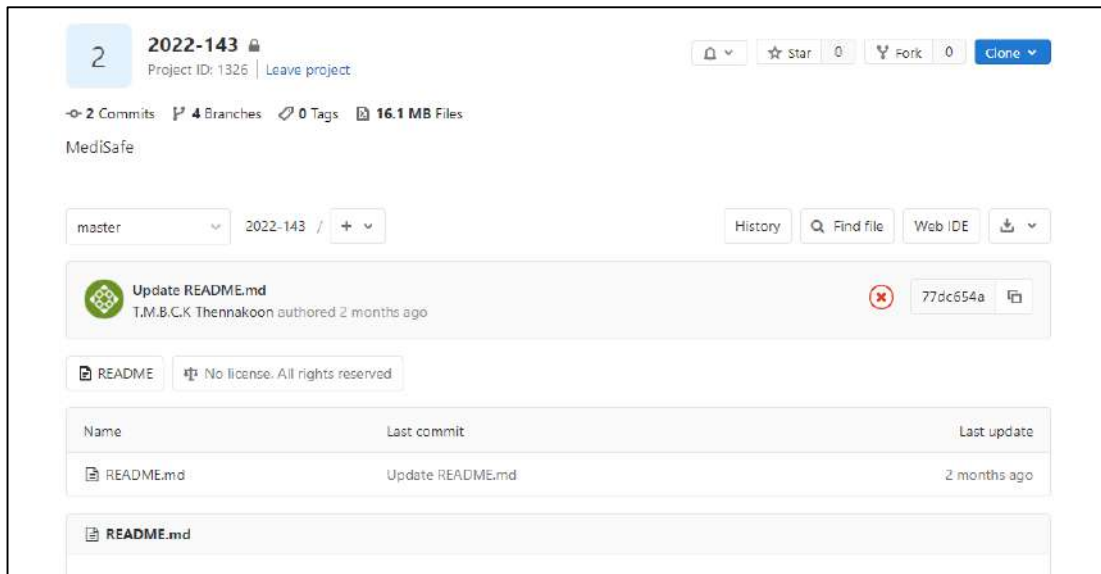 2
2022-143
Project ID: 1326 | Leave project
Star 0 Fork 0 Clone
2 Commits 4 Branches 0 Tags 16.1 MB Files
MediSafe
master 2022-143 / + History Find file Web IDE
Update README.md
T.M.B.C.K Thennakoon authored 2 months ago
77dc654a
README No license. All rights reserved
Name Last commit Last update
README.md Update README.md 2 months ago
README.md